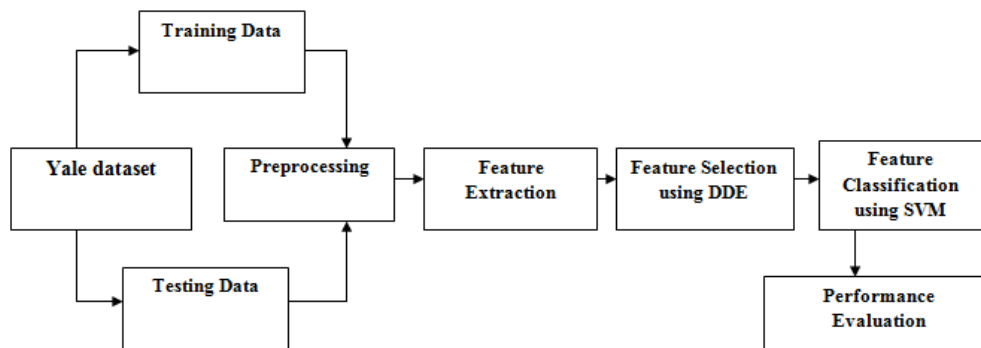 Training Data
Yale dataset
Preprocessing
Feature
Extraction
Feature Selection
using DDE
Feature
Classification
using SVM
Testing Data
Performance
Evaluation